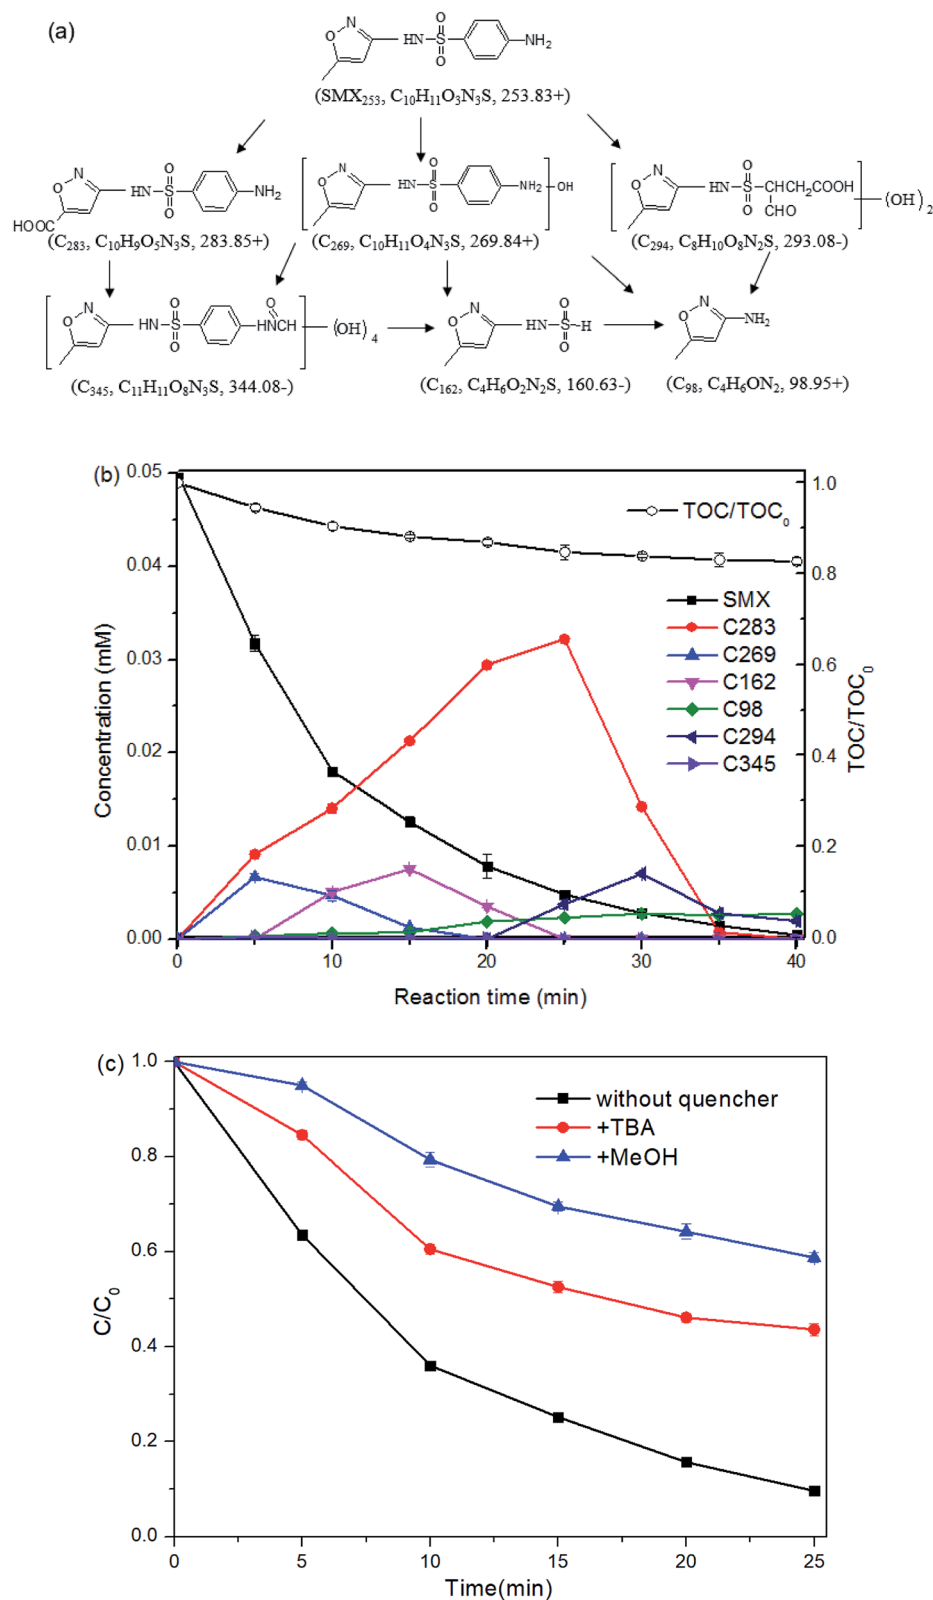 (a)
N O HN S O O NH₂
(SMX₂₅₃, C₁₀H₁₁O₃N₃S, 253.83+)
N O HOOC HN S O O NH₂
N O HN S O O NH₂ OH
N O HN S O O CH CH₂COOH CHO (OH)₂
(C₂₈₃, C₁₀H₉O₅N₃S, 283.85+)
(C₂₆₉, C₁₀H₁₁O₄N₃S, 269.84+)
(C₂₉₄, C₈H₁₀O₈N₂S, 293.08-)
N O HN S O O HN CH O (OH)₄
N O HN S O O H
N O NH₂
(C₃₄₅, C₁₁H₁₁O₈N₃S, 344.08-)
(C₁₆₂, C₄H₆O₂N₂S, 160.63-)
(C₉₈, C₄H₆ON₂, 98.95+)
(b)
Concentration (mM)
0.05
0.04
0.03
0.02
0.01
0.00
TOC/TOC₀
SMX
C283
C269
C162
C98
C294
C345
1.0
0.8
0.6
0.4
0.2
0.0
TOC/TOC₀
0 10 20 30 40
Reaction time (min)
(c)
C/C₀
1.0
0.8
0.6
0.4
0.2
0.0
without quencher
+TBA
+MeOH
0 5 10 15 20 25
Time(min)